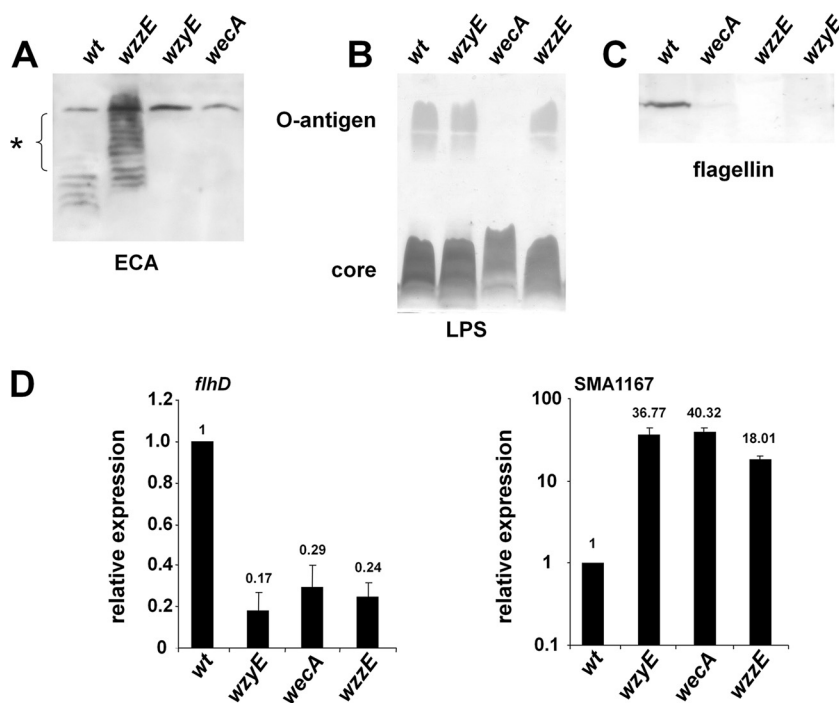 A
wt
wzzE
wzyE
wecA
*
ECA
B
wt
wzyE
wecA
wzzE
O-antigen
core
LPS
C
wt
wecA
wzzE
wzyE
flagellin
D
flhD
relative expression
1.2
1.0
0.8
0.6
0.4
0.2
0
1
0.17
0.29
0.24
wt
wzyE
wecA
wzzE
SMA1167
relative expression
100
10
1
0.1
1
36.77
40.32
18.01
wt
wzyE
wecA
wzzE